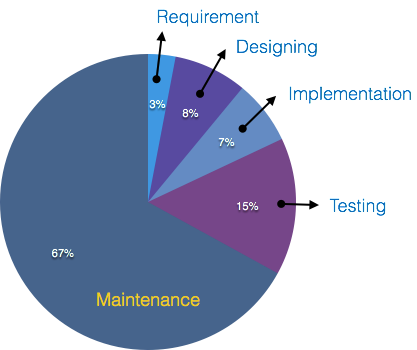 Requirement
Designing
3%
Implementation
8%
7%
15%
Testing
67%
Maintenance